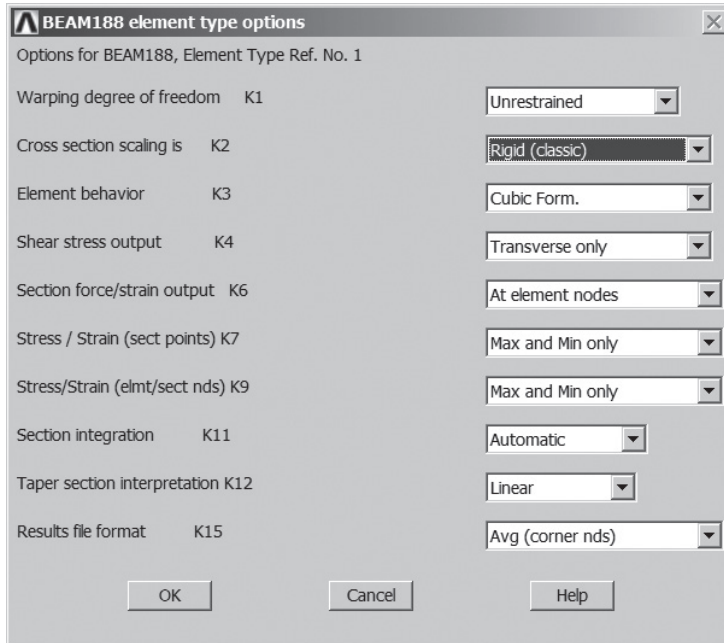 BEAM188 element type options
Options for BEAM188, Element Type Ref. No. 1
Warping degree of freedom K1 Unrestrained
Cross section scaling is K2 Rigid (classic)
Element behavior K3 Cubic Form.
Shear stress output K4 Transverse only
Section force/strain output K6 At element nodes
Stress / Strain (sect points) K7 Max and Min only
Stress/Strain (elmt/sect nds) K9 Max and Min only
Section integration K11 Automatic
Taper section interpretation K12 Linear
Results file format K15 Avg (corner nds)
OK Cancel Help